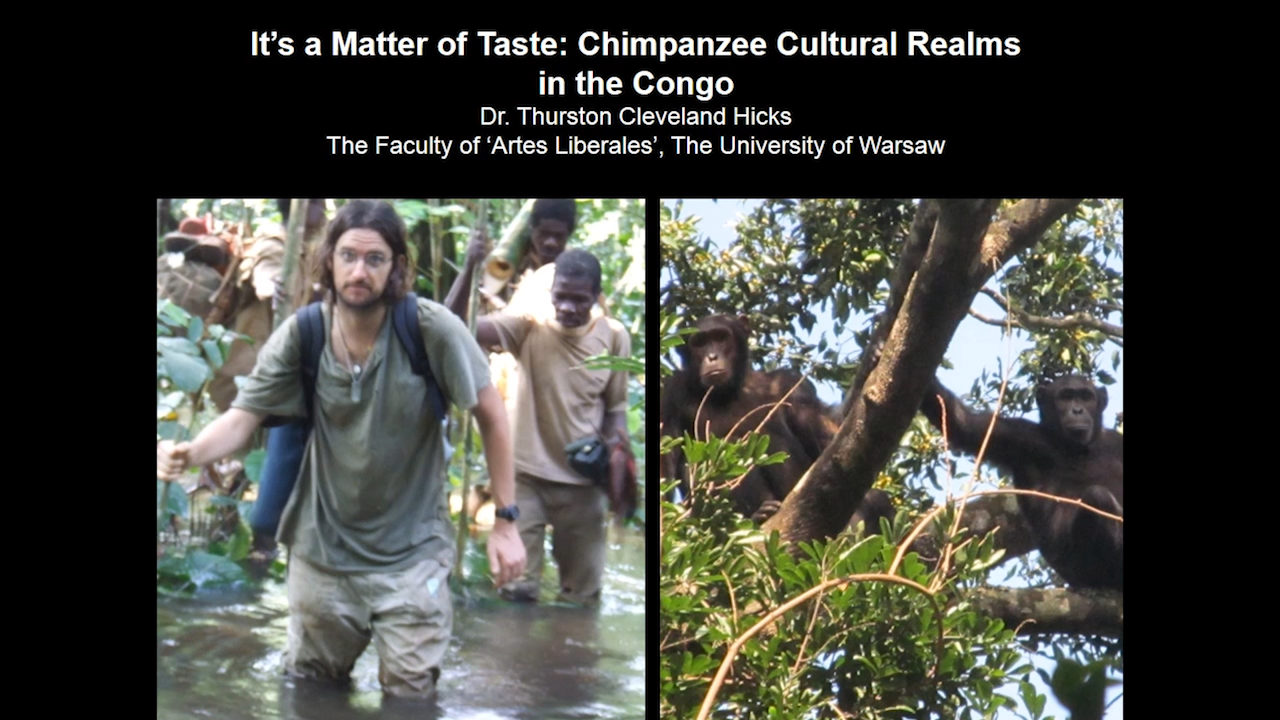 It’s a Matter of Taste: Chimpanzee Cultural Realms
in the Congo
Dr. Thurston Cleveland Hicks
The Faculty of ‘Artes Liberales’, The University of Warsaw